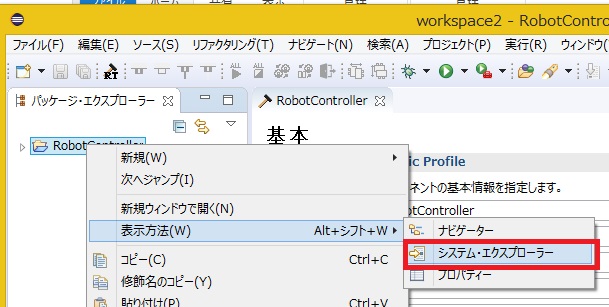 workspace2 - RobotContro
ファイル(F) 編集(E) ソース(S) リファクタリング(T) ナビゲート(N) 検索(A) プロジェクト(P) 実行(R) ウィンドウ(
RT
パッケージ・エクスプローラー
RobotController
RobotController
基本
新規(W)
ic Profile
次へジャンプ(I)
ネントの基本情報を指定します。
新規ウィンドウで開く(N)
otController
表示方法(W) Alt+シフト+W
ナビゲーター
システム・エクスプローラー
コピー(C) Ctrl+C
プロパティー
修飾名のコピー(Y)
貼り付け(P) Ctrl+V